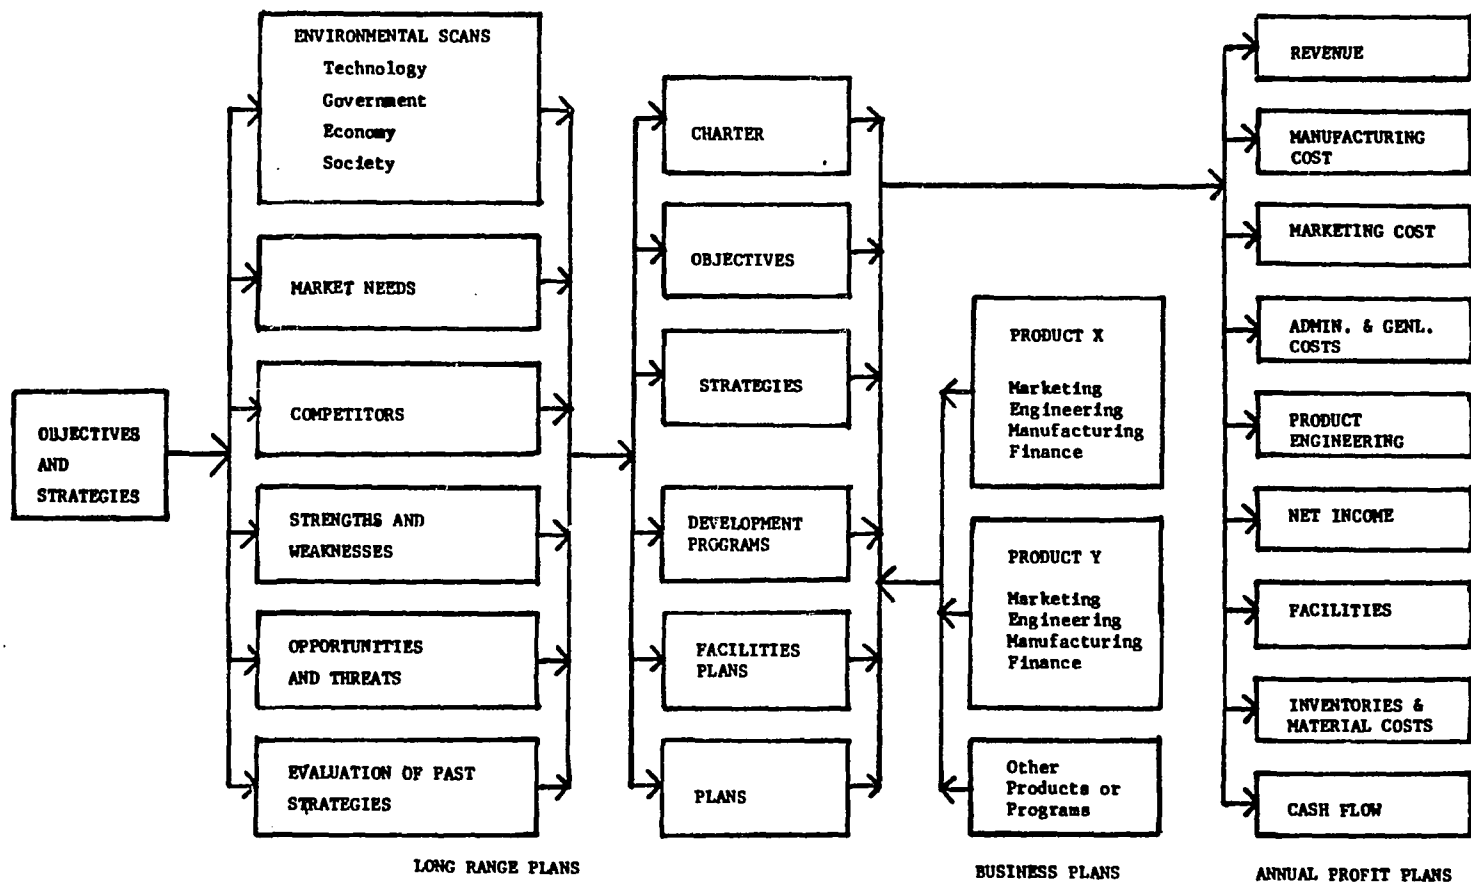 OBJECTIVES
AND
STRATEGIES
ENVIRONMENTAL SCANS
Technology
Government
Economy
Society
MARKET NEEDS
COMPETITORS
STRENGTHS AND
WEAKNESSES
OPPORTUNITIES
AND THREATS
EVALUATION OF PAST
STRATEGIES
LONG RANGE PLANS
CHARTER
OBJECTIVES
STRATEGIES
DEVELOPMENT
PROGRAMS
FACILITIES
PLANS
PLANS
PRODUCT X
Marketing
Engineering
Manufacturing
Finance
PRODUCT Y
Marketing
Engineering
Manufacturing
Finance
Other
Products or
Programs
BUSINESS PLANS
REVENUE
MANUFACTURING
COST
MARKETING COST
ADMIN. & GENL.
COSTS
PRODUCT
ENGINEERING
NET INCOME
FACILITIES
INVENTORIES &
MATERIAL COSTS
CASH FLOW
ANNUAL PROFIT PLANS